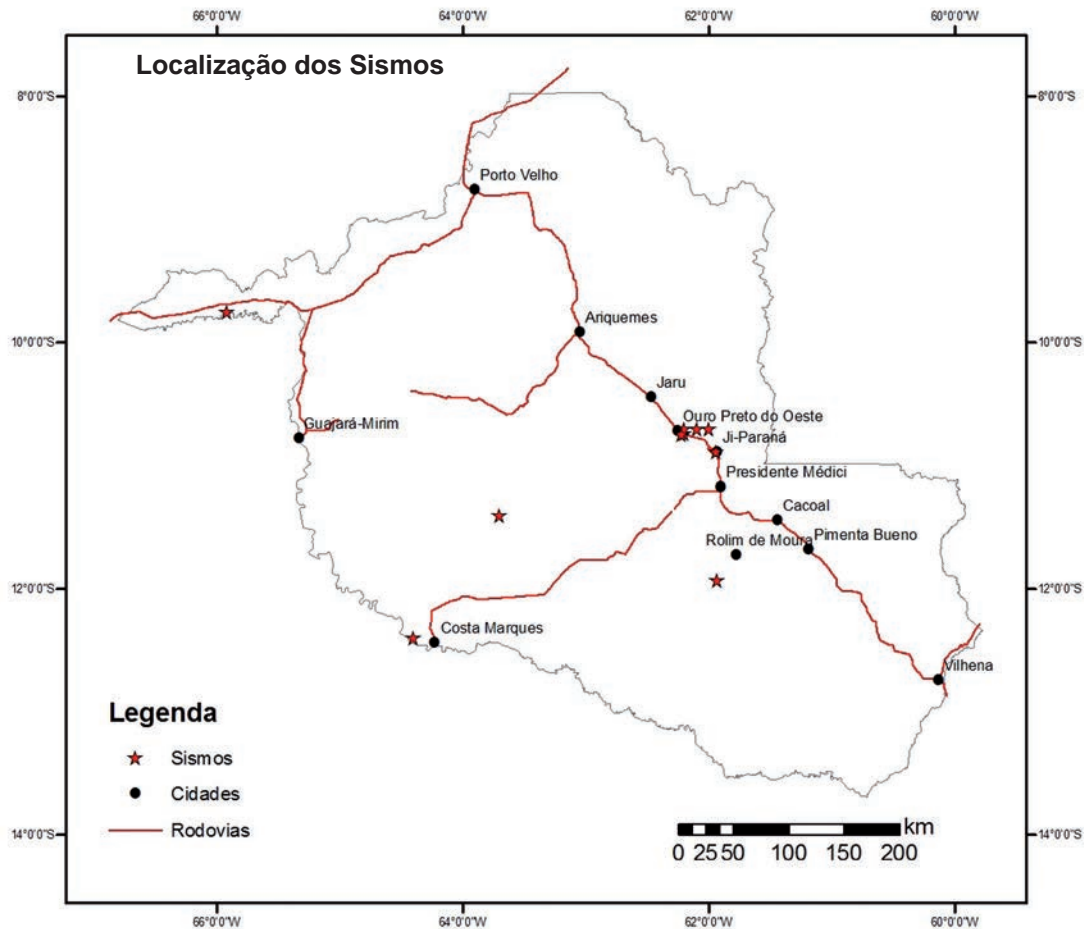 66°0'0"W 64°0'0"W 62°0'0"W 60°0'0"W
Localização dos Sismos
8°0'0"S 8°0'0"S
Porto Velho
Ariquemes
10°0'0"S 10°0'0"S
Jaru
Ouro Preto do Oeste
Guajará-Mirim
Ji-Paraná
Presidente Médici
Cacoal
Rolim de Moura
Pimenta Bueno
12°0'0"S 12°0'0"S
Costa Marques
Vilhena
Legenda
Sismos
Cidades
Rodovias
km
0 25 50 100 150 200
14°0'0"S 14°0'0"S
66°0'0"W 64°0'0"W 62°0'0"W 60°0'0"W